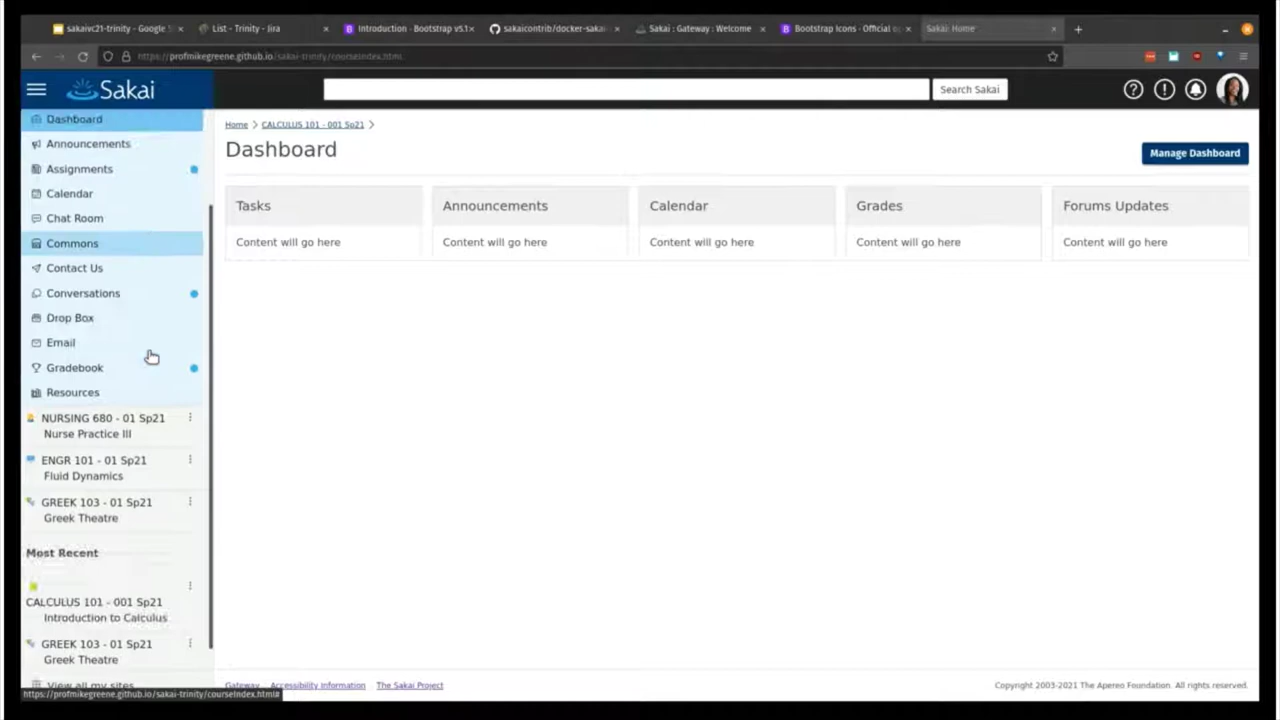 sakaivc21-trinity - Google S
List - Trinity - Jira
Introduction · Bootstrap v5.1
sakaicontrib/docker-sakai
Sakai : Gateway : Welcome
Bootstrap Icons · Official o
Sakai: Home
https://profmikegreene.github.io/sakai-trinity/courseIndex.html
Sakai
Search Sakai
Dashboard
Announcements
Assignments
Calendar
Chat Room
Commons
Contact Us
Conversations
Drop Box
Email
Gradebook
Resources
NURSING 680 - 01 Sp21
Nurse Practice III
ENGR 101 - 01 Sp21
Fluid Dynamics
GREEK 103 - 01 Sp21
Greek Theatre
Most Recent
CALCULUS 101 - 001 Sp21
Introduction to Calculus
GREEK 103 - 01 Sp21
Greek Theatre
View all my sites
https://profmikegreene.github.io/sakai-trinity/courseIndex.html#
Home > CALCULUS 101 - 001 Sp21 >
Dashboard
Manage Dashboard
Tasks
Content will go here
Announcements
Content will go here
Calendar
Content will go here
Grades
Content will go here
Forums Updates
Content will go here
Gateway Accessibility Information The Sakai Project
Copyright 2003-2021 The Apereo Foundation. All rights reserved.